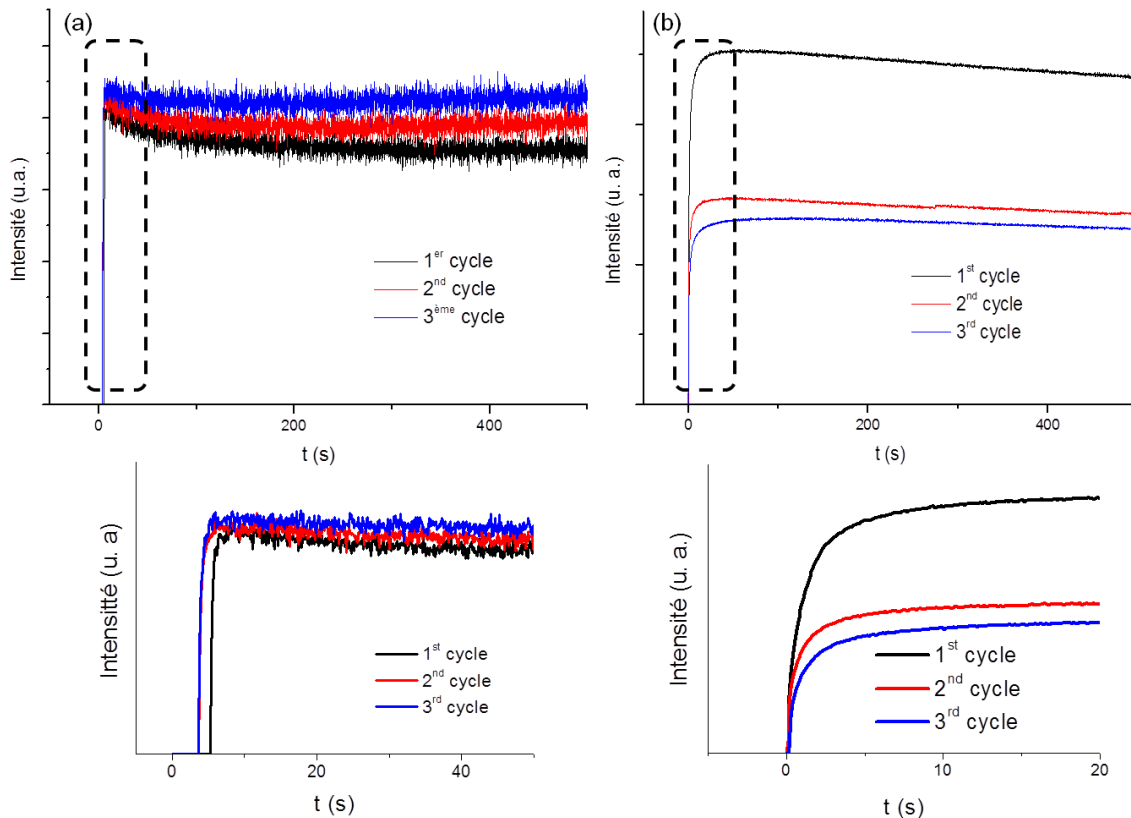 (a)
Intensité (u.a.)
1er cycle
2nd cycle
3ème cycle
0
200
400
t (s)
(b)
Intensité (u. a.)
1st cycle
2nd cycle
3rd cycle
0
200
400
t (s)
Intensitté (u. a)
1st cycle
2nd cycle
3rd cycle
0
20
40
t (s)
Intensité (u. a.)
1st cycle
2nd cycle
3rd cycle
0
10
20
t (s)